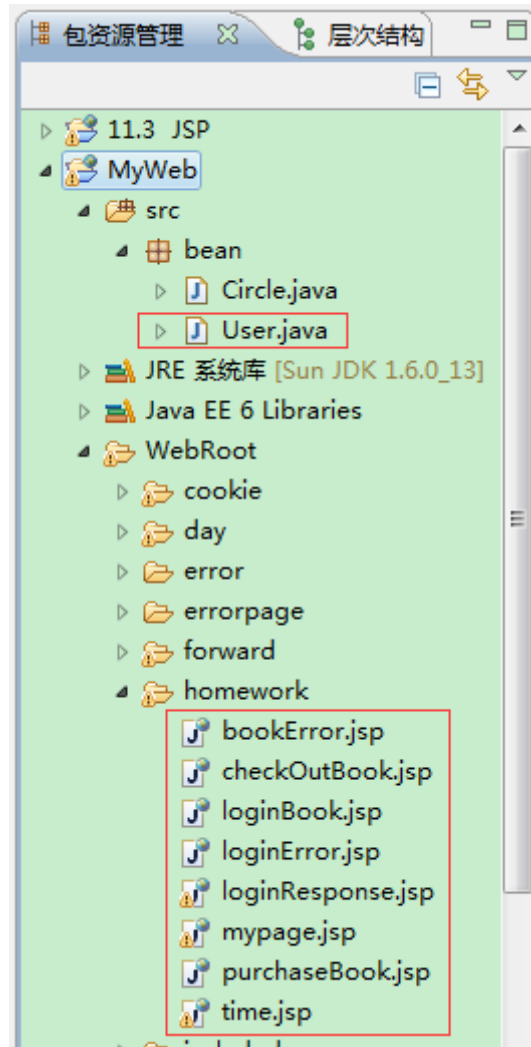 包资源管理 层次结构
11.3 JSP
MyWeb
src
bean
Circle.java
User.java
JRE 系统库 [Sun JDK 1.6.0_13]
Java EE 6 Libraries
WebRoot
cookie
day
error
errorpage
forward
homework
bookError.jsp
checkOutBook.jsp
loginBook.jsp
loginError.jsp
loginResponse.jsp
mypage.jsp
purchaseBook.jsp
time.jsp